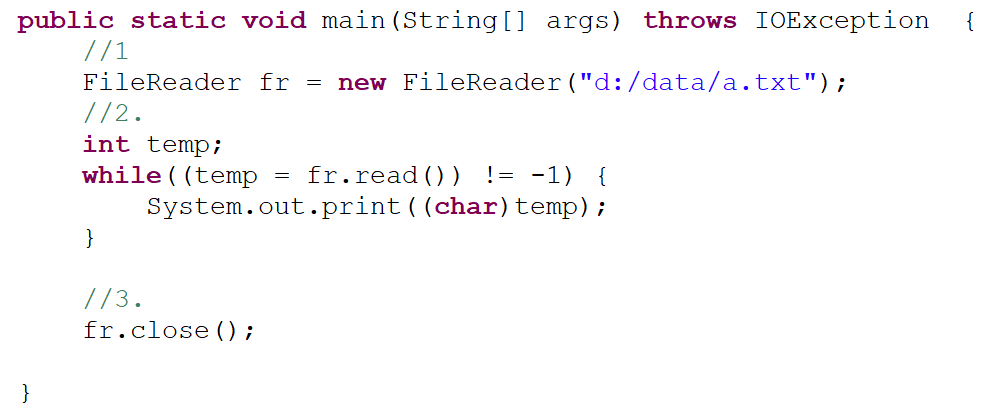 public static void main(String[] args) throws IOException  {
    //1
    FileReader fr = new FileReader("d:/data/a.txt");
    //2.
    int temp;
    while((temp = fr.read()) != -1) {
        System.out.print((char)temp);
    }
    //3.
    fr.close();
}